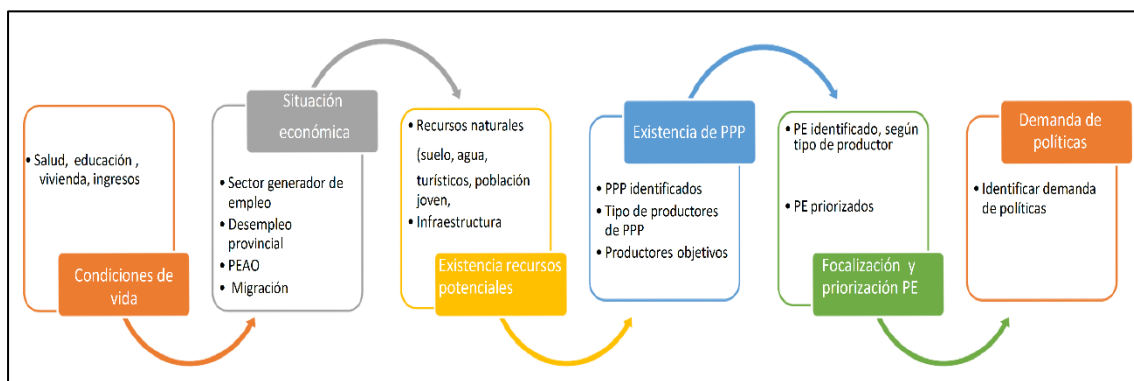 • Salud, educación ,
vivienda, ingresos
Condiciones de
vida
Situación
económica
• Sector generador de
empleo
• Desempleo
provincial
• PEAO
• Migración
• Recursos naturales
(suelo, agua,
turísticos, población
joven,
• Infraestructura
Existencia recursos
potenciales
Existencia de PPP
• PPP identificados
• Tipo de productores
de PPP
• Productores objetivos
• PE identificado, según
tipo de productor
• PE priorizados
Focalización y
priorización PE
Demanda de
políticas
• Identificar demanda
de políticas